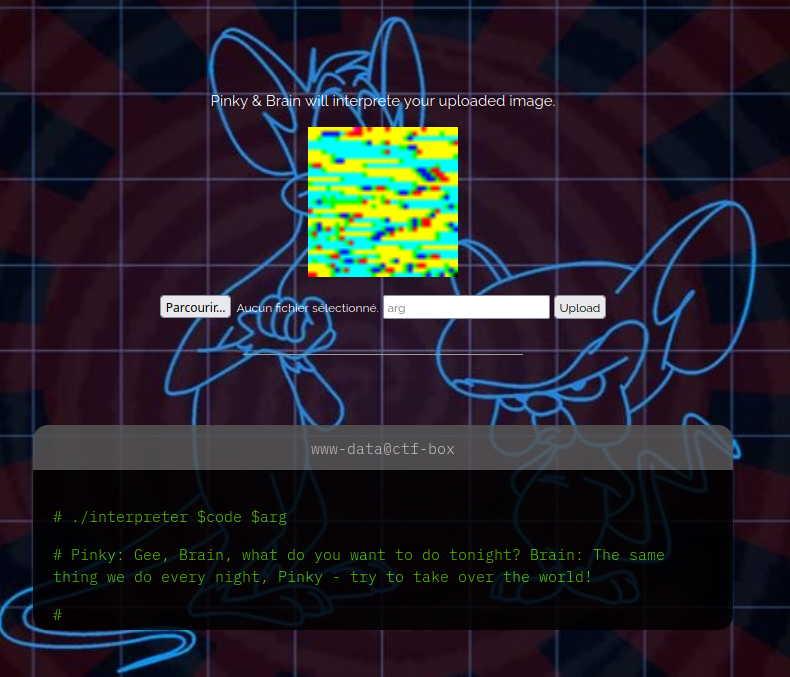 Pinky & Brain will interprete your uploaded image.
Parcourir... Aucun fichier sélectionné. arg Upload
www-data@ctf-box
# ./interpreter $code $arg
# Pinky: Gee, Brain, what do you want to do tonight? Brain: The same
thing we do every night, Pinky - try to take over the world!
#